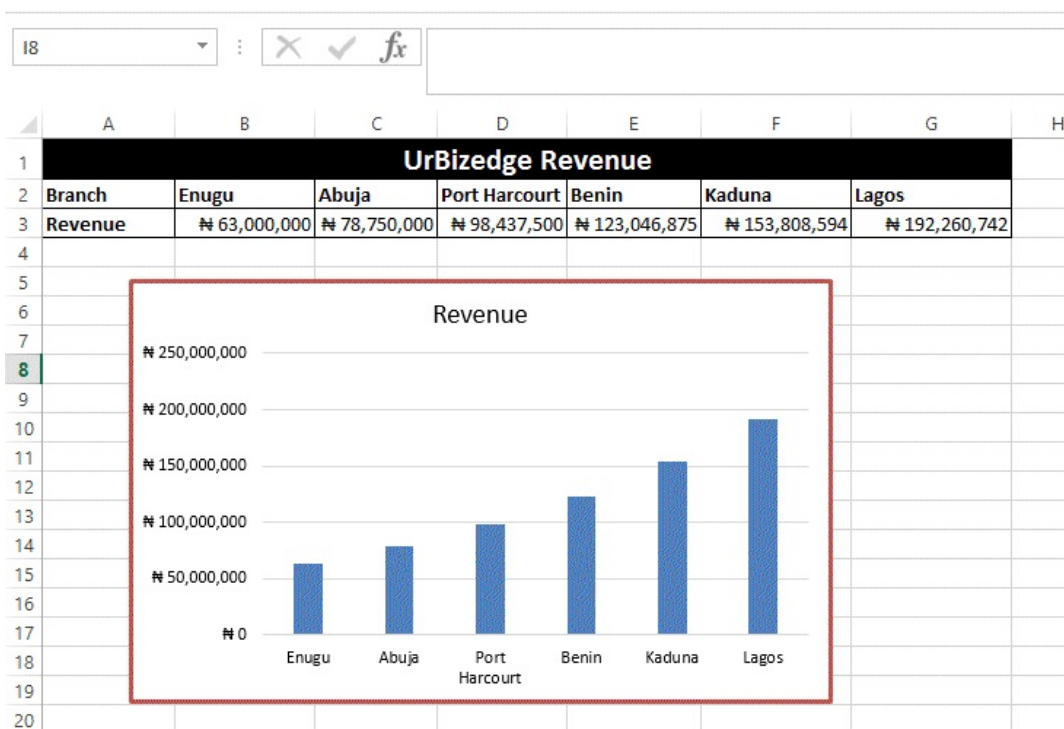 I8
fx
A B C D E F G H
1 UrBizedge Revenue
2 Branch Enugu Abuja Port Harcourt Benin Kaduna Lagos
3 Revenue ₦ 63,000,000 ₦ 78,750,000 ₦ 98,437,500 ₦ 123,046,875 ₦ 153,808,594 ₦ 192,260,742
4
5
6
7
8
9
10
11
12
13
14
15
16
17
18
19
20
Revenue
₦ 250,000,000
₦ 200,000,000
₦ 150,000,000
₦ 100,000,000
₦ 50,000,000
₦ 0
Enugu Abuja Port Benin Kaduna Lagos
Harcourt